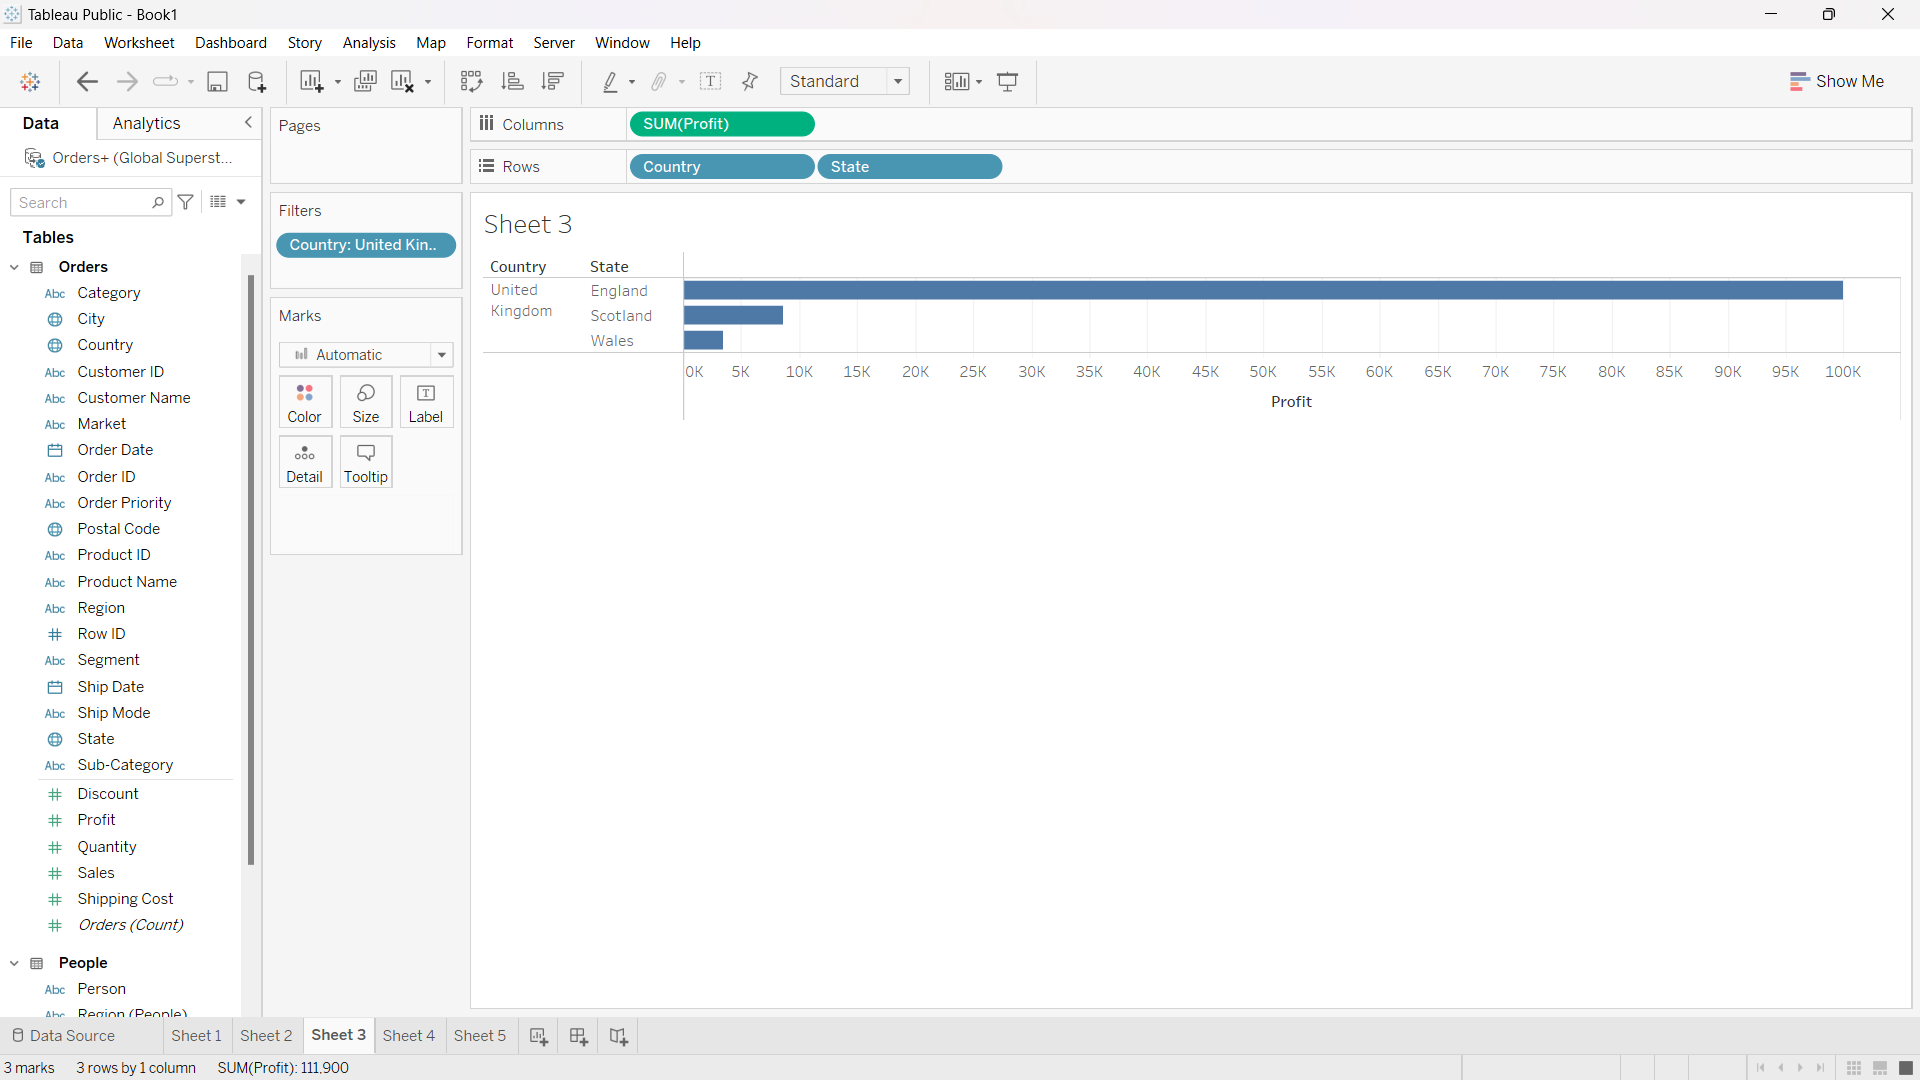 Tableau Public - Book1
File Data Worksheet Dashboard Story Analysis Map Format Server Window Help
Standard
Show Me
Data Analytics
Orders+ (Global Superst...
Search
Tables
Orders
Abc Category
City
Country
Abc Customer ID
Abc Customer Name
Abc Market
Order Date
Abc Order ID
Abc Order Priority
Postal Code
Abc Product ID
Abc Product Name
Abc Region
Row ID
Abc Segment
Ship Date
Abc Ship Mode
State
Abc Sub-Category
Discount
Profit
Quantity
Sales
Shipping Cost
Orders (Count)
People
Abc Person
Abc Region (People)
Pages
Filters
Country: United Kin..
Marks
Automatic
Color Size Label
Detail Tooltip
Columns SUM(Profit)
Rows Country State
Sheet 3
Country State
United Kingdom England
Scotland
Wales
0K 5K 10K 15K 20K 25K 30K 35K 40K 45K 50K 55K 60K 65K 70K 75K 80K 85K 90K 95K 100K
Profit
Data Source Sheet 1 Sheet 2 Sheet 3 Sheet 4 Sheet 5
3 marks 3 rows by 1 column SUM(Profit): 111,900